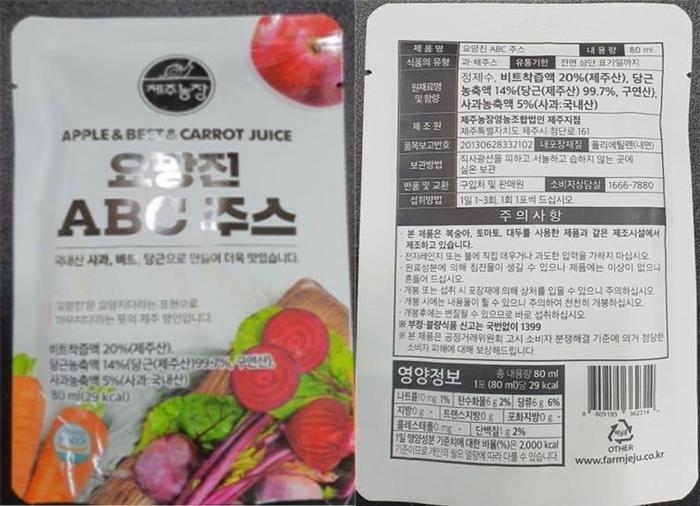 제주농장
APPLE & BEET & CARROT JUICE
요망진
ABC 주스
국내산 사과, 비트, 당근으로 만들어 더욱 맛있습니다.
'요망진'은 요망지다라는 표현으로
'야무지다'라는 뜻의 제주 방언입니다.
비트착즙액 20%(제주산),
당근농축액 14%(당근(제주산)99.7%, 구연산),
사과농축액 5%(사과:국내산)
80 ml(29 kcal)
HACCP
제 품 명 요망진 ABC 주스 내 용 량 80 ml
식품의 유형 과·채주스 유통기한 전면 상단 표기일까지
원재료명 및 함량 정제수, 비트착즙액 20%(제주산), 당근
농축액 14%(당근(제주산) 99.7%, 구연산),
사과농축액 5%(사과:국내산)
제 조 원 제주농장영농조합법인 제주지점
제주특별자치도 제주시 첨단로 161
품목보고번호 20130628332102 내포장재질 폴리에틸렌(내면)
보관방법 직사광선을 피하고 서늘하고 습하지 않는 곳에
실온 보관
반품 및 교환 구입처 및 판매원 소비자상담실 1666-7880
섭취방법 1일 1~3회, 1회 1포씩 드십시오.
주 의 사 항
· 본 제품은 복숭아, 토마토, 대두를 사용한 제품과 같은 제조시설에서
제조하고 있습니다.
· 전자레인지 또는 불에 직접 데우거나 과도한 압력을 가하지 마십시오.
· 원료성분에 의해 침전물이 생길 수 있으나 제품에는 이상이 없으니
흔들어 드십시오.
· 개봉 또는 섭취 시 포장재에 의해 상처를 입을 수 있으니 주의하십시오
· 개봉 시에는 내용물이 튈 수 있으니 주의하여 천천히 개봉하십시오.
· 개봉후에는 변질될 수 있으므로 바로 섭취하십시오.
※ 부정·불량식품 신고는 국번없이 1399
※ 본 제품은 공정거래위원회 고시 소비자 분쟁해결 기준에 의거 정당한
소비자 피해에 대해 보상해드립니다.
영양정보 총 내용량 80 ml
1포 (80 ml)당 29 kcal
나트륨10 mg 1% 탄수화물6 g 2% 당류6 g 6%
지방0 g - 트랜스지방0 g - 포화지방0 g -
콜레스테롤0 mg - 단백질1 g 2%
1일 영양성분 기준치에 대한 비율(%)은 2,000 kcal
기준이므로 개인의 필요 열량에 따라 다를 수 있습니다.
8 809185 362314
OTHER
www.farmjeju.co.kr